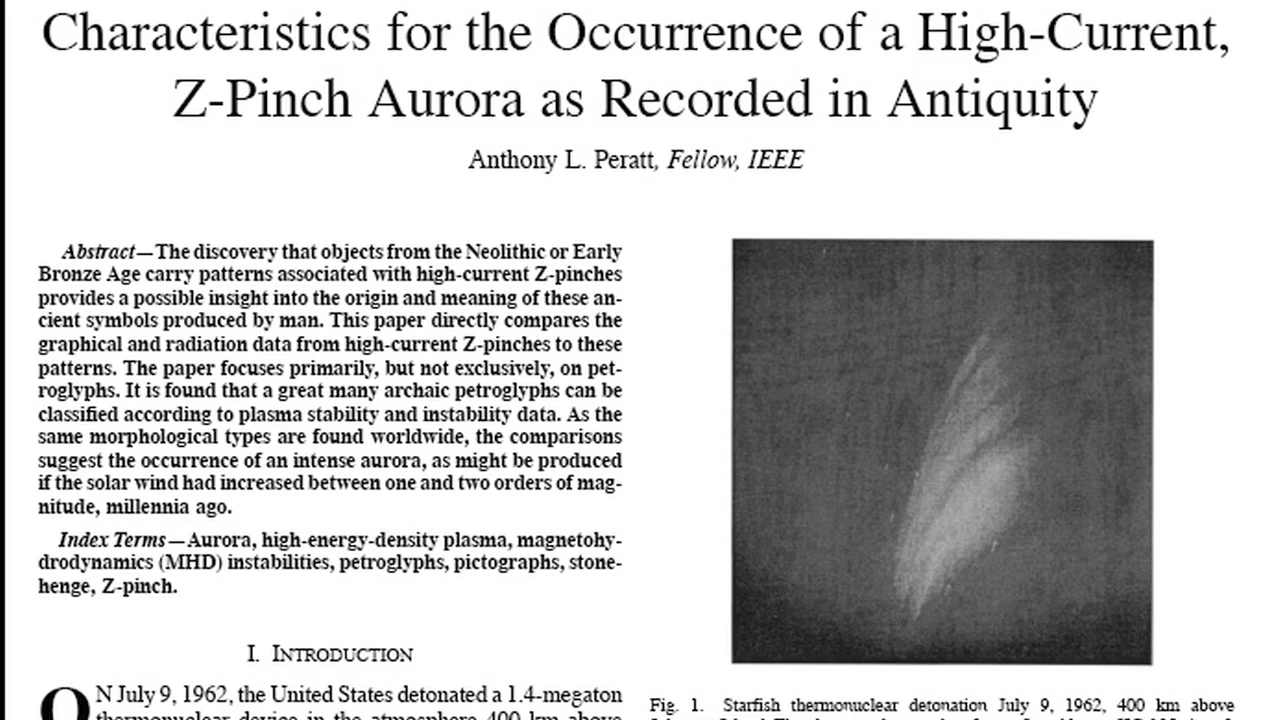 Characteristics for the Occurrence of a High-Current,
Z-Pinch Aurora as Recorded in Antiquity
Anthony L. Peratt, Fellow, IEEE
Abstract—The discovery that objects from the Neolithic or Early
Bronze Age carry patterns associated with high-current Z-pinches
provides a possible insight into the origin and meaning of these an-
cient symbols produced by man. This paper directly compares the
graphical and radiation data from high-current Z-pinches to these
patterns. The paper focuses primarily, but not exclusively, on pet-
roglyphs. It is found that a great many archaic petroglyphs can be
classified according to plasma stability and instability data. As the
same morphological types are found worldwide, the comparisons
suggest the occurrence of an intense aurora, as might be produced
if the solar wind had increased between one and two orders of mag-
nitude, millennia ago.
Index Terms—Aurora, high-energy-density plasma, magnetohy-
drodynamics (MHD) instabilities, petroglyphs, pictographs, stone-
henge, Z-pinch.
I. INTRODUCTION
ON July 9, 1962, the United States detonated a 1.4-megaton
thermonuclear device in the atmosphere 400 km above
Fig. 1. Starfish thermonuclear detonation July 9, 1962, 400 km above